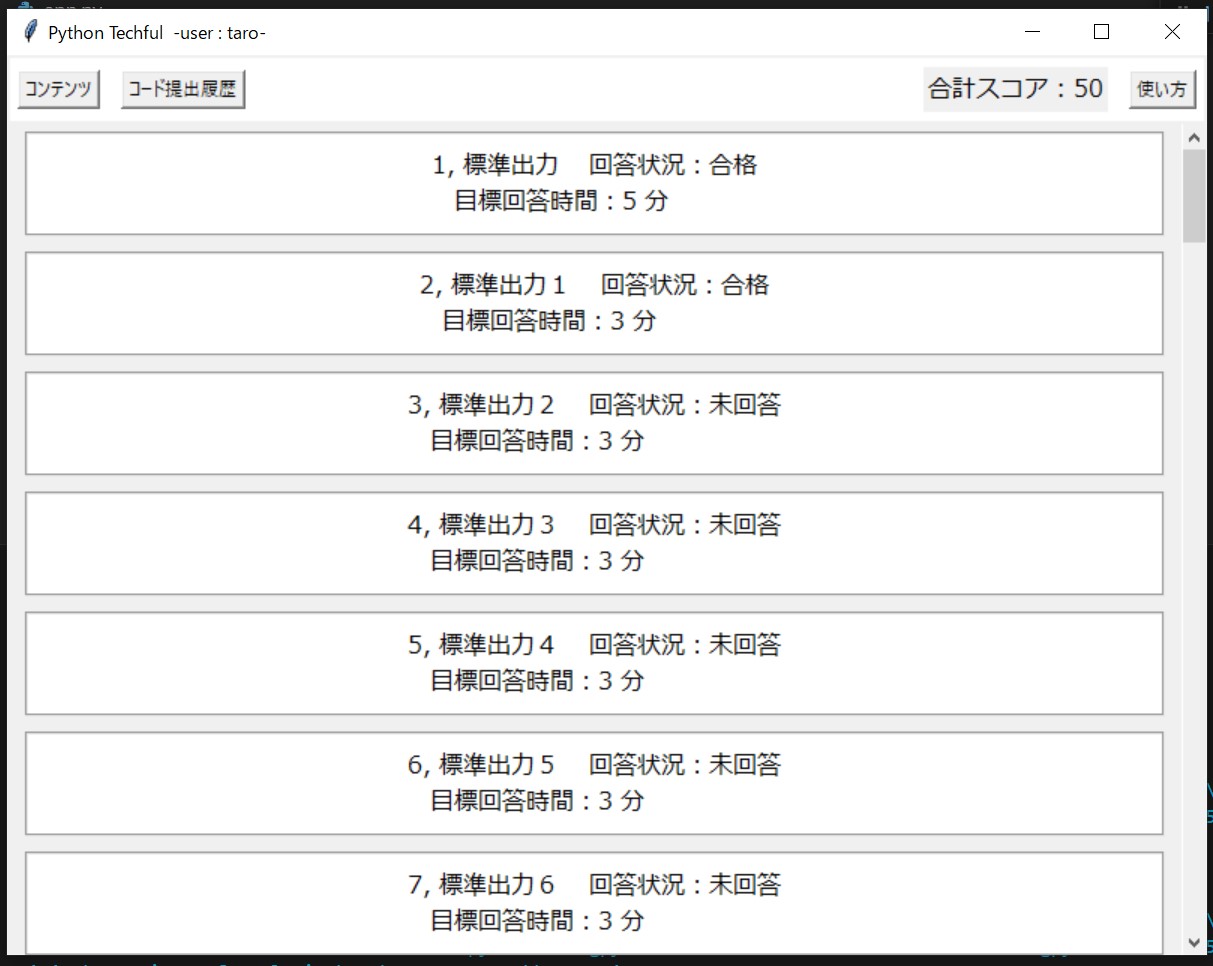 Python Techful -user : taro-
コンテンツ コード提出履歴 合計スコア：50 使い方
1, 標準出力　回答状況：合格
目標回答時間：5 分
2, 標準出力１　回答状況：合格
目標回答時間：3 分
3, 標準出力２　回答状況：未回答
目標回答時間：3 分
4, 標準出力３　回答状況：未回答
目標回答時間：3 分
5, 標準出力４　回答状況：未回答
目標回答時間：3 分
6, 標準出力５　回答状況：未回答
目標回答時間：3 分
7, 標準出力６　回答状況：未回答
目標回答時間：3 分